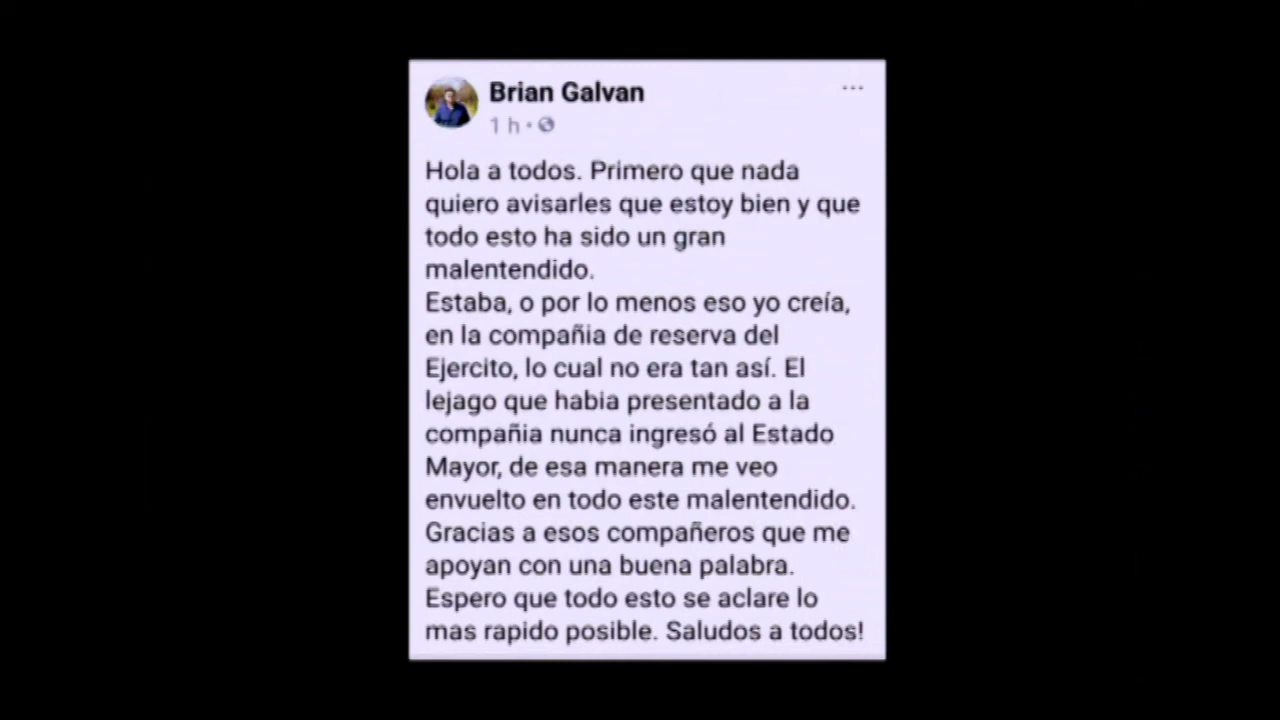 Brian Galvan
1 h
Hola a todos. Primero que nada
quiero avisarles que estoy bien y que
todo esto ha sido un gran
malentendido.
Estaba, o por lo menos eso yo creía,
en la compañia de reserva del
Ejercito, lo cual no era tan así. El
lejago que habia presentado a la
compañia nunca ingresó al Estado
Mayor, de esa manera me veo
envuelto en todo este malentendido.
Gracias a esos compañeros que me
apoyan con una buena palabra.
Espero que todo esto se aclare lo
mas rapido posible. Saludos a todos!